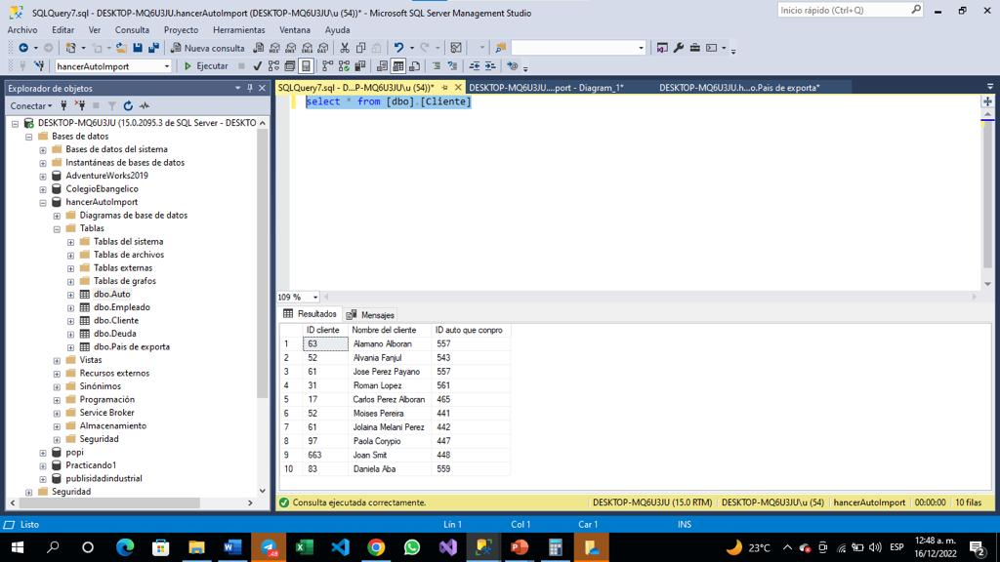 SQLQuery7.sql - DESKTOP-MQ6U3JU.hancerAutoImport (DESKTOP-MQ6U3JU\u (54))* - Microsoft SQL Server Management Studio
Inicio rápido (Ctrl+Q)
Archivo Editar Ver Consulta Proyecto Herramientas Ventana Ayuda
Nueva consulta
hancerAutoImport Ejecutar
Explorador de objetos
Conectar
DESKTOP-MQ6U3JU (15.0.2095.3 de SQL Server - DESKTO
Bases de datos
Bases de datos del sistema
Instantáneas de bases de datos
AdventureWorks2019
ColegioEbangelico
hancerAutoImport
Diagramas de base de datos
Tablas
Tablas del sistema
Tablas de archivos
Tablas externas
Tablas de grafos
dbo.Auto
dbo.Empleado
dbo.Cliente
dbo.Deuda
dbo.Pais de exporta
Vistas
Recursos externos
Sinónimos
Programación
Service Broker
Almacenamiento
Seguridad
popi
Practicando1
publisidadindustrial
Seguridad
SQLQuery7.sql - D...P-MQ6U3JU\u (54))* DESKTOP-MQ6U3JU....port - Diagram_1* DESKTOP-MQ6U3JU.h...o.Pais de exporta*
select * from [dbo].[Cliente]
109 %
Resultados Mensajes
ID cliente Nombre del cliente ID auto que conpro
1 63 Alamano Alboran 557
2 52 Alvania Fanjul 543
3 61 Jose Perez Payano 557
4 31 Roman Lopez 561
5 17 Carlos Perez Alboran 465
6 52 Moises Pereira 441
7 61 Jolaina Melani Perez 442
8 97 Paola Corypio 447
9 663 Joan Smit 448
10 83 Daniela Aba 559
Consulta ejecutada correctamente. DESKTOP-MQ6U3JU (15.0 RTM) DESKTOP-MQ6U3JU\u (54) hancerAutoImport 00:00:00 10 filas
Listo Lín 1 Col 1 Car 1 INS
23°C ESP 12:48 a. m.
16/12/2022